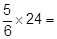 5/6 × 24 =